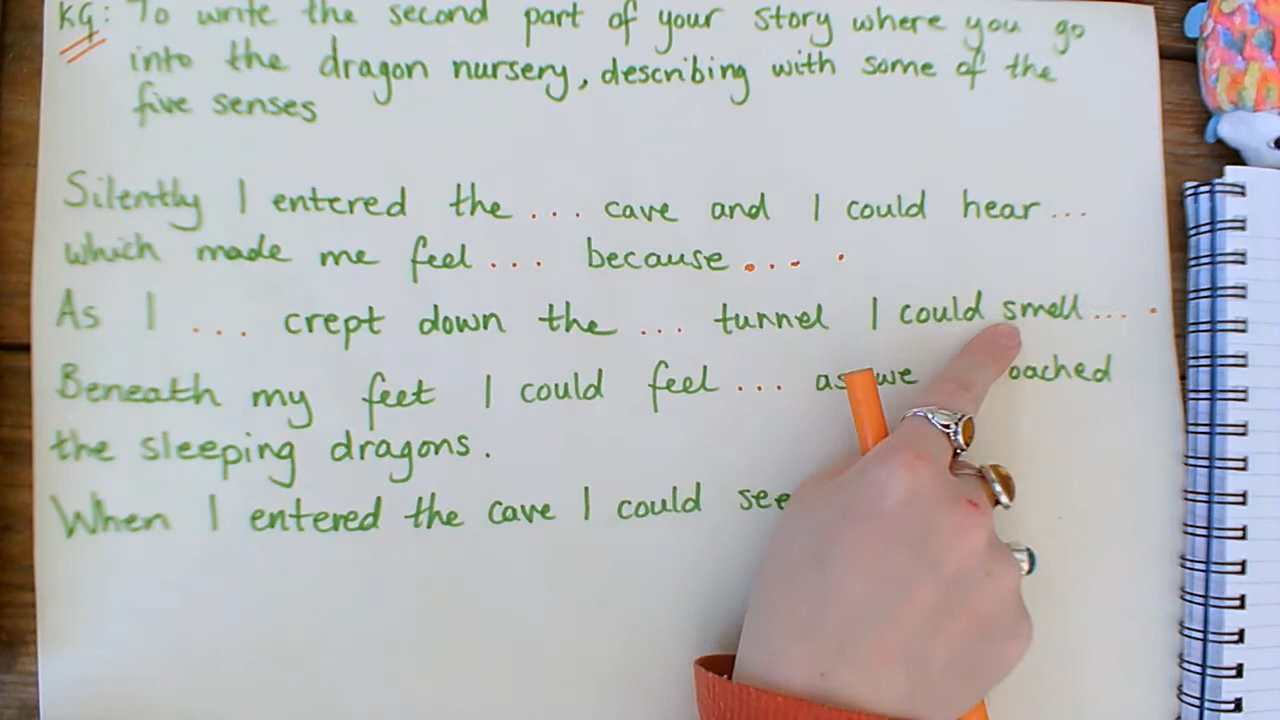 KQ: To write the second part of your story where you go
into the dragon nursery, describing with some of the
five senses
Silently I entered the ... cave and I could hear ...
which made me feel ... because ... .
As I ... crept down the ... tunnel I could smell ... .
Beneath my feet I could feel ... as we oached
the sleeping dragons.
When I entered the cave I could see